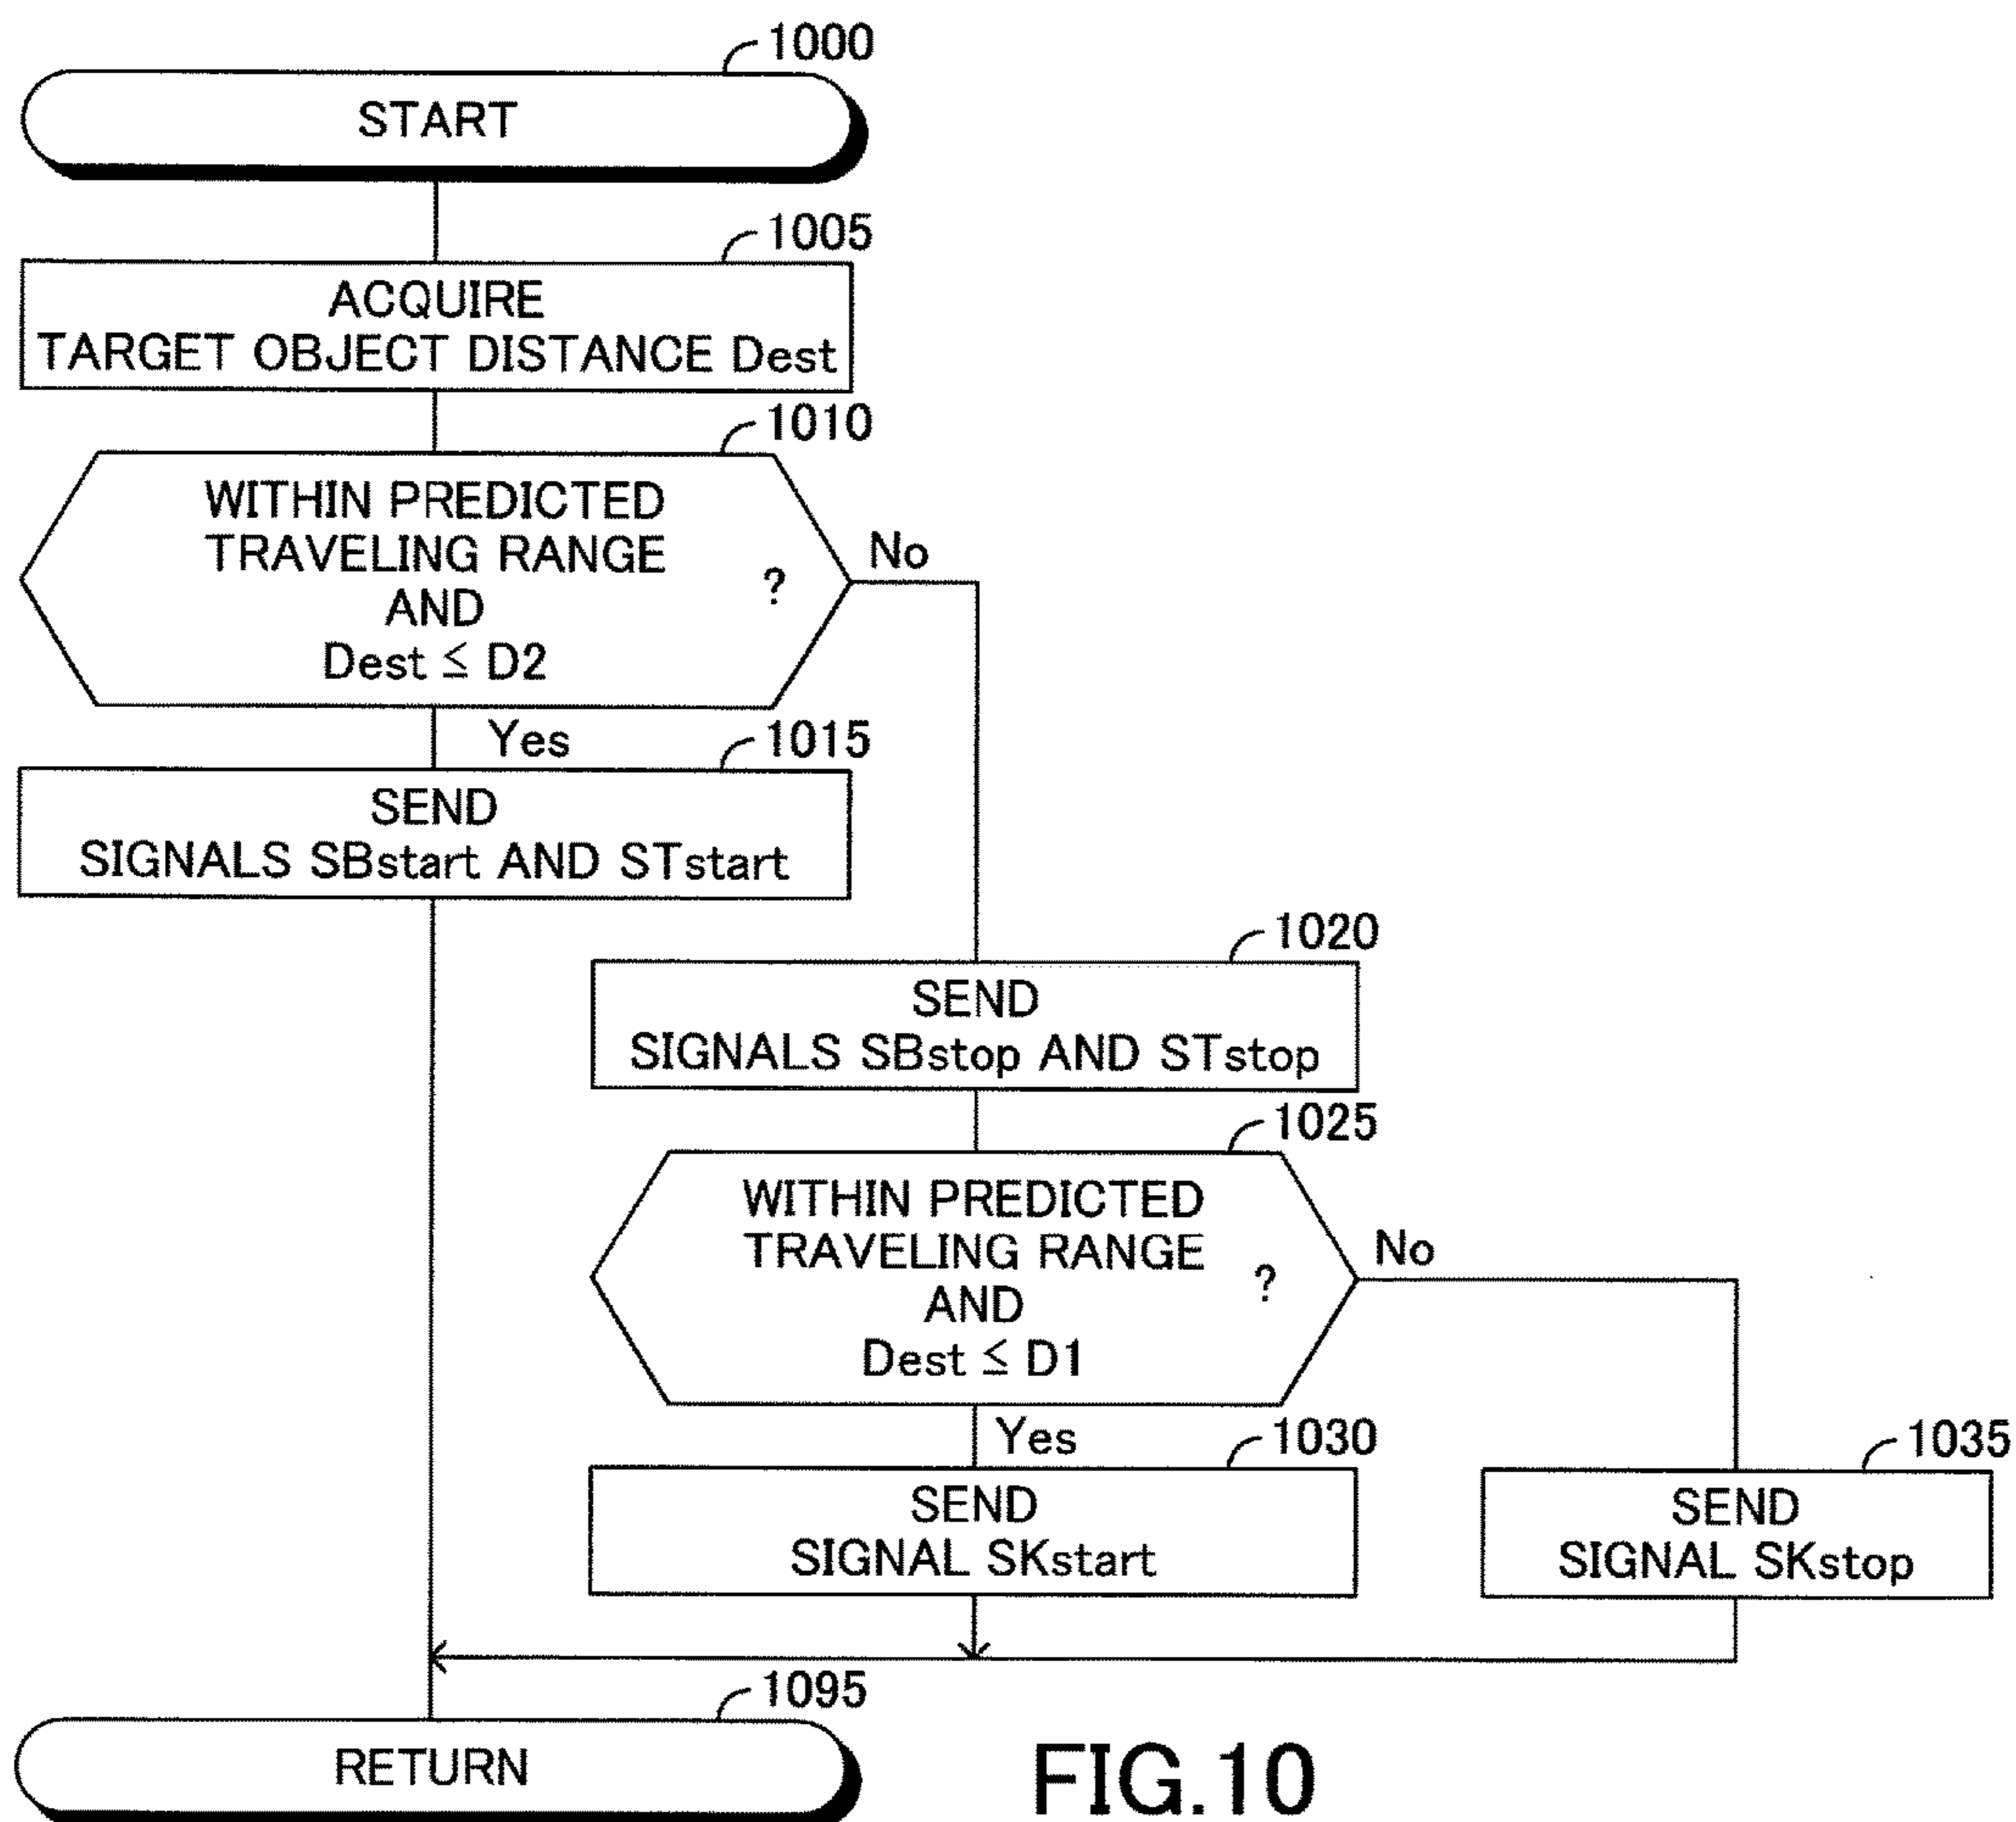 1000
START
1005
ACQUIRE
TARGET OBJECT DISTANCE Dest
1010
WITHIN PREDICTED
TRAVELING RANGE
AND
Dest ≤ D2
?
No
Yes
1015
SEND
SIGNALS SBstart AND STstart
1020
SEND
SIGNALS SBstop AND STstop
1025
WITHIN PREDICTED
TRAVELING RANGE
AND
Dest ≤ D1
?
No
Yes
1030
SEND
SIGNAL SKstart
1035
SEND
SIGNAL SKstop
1095
RETURN
FIG.10